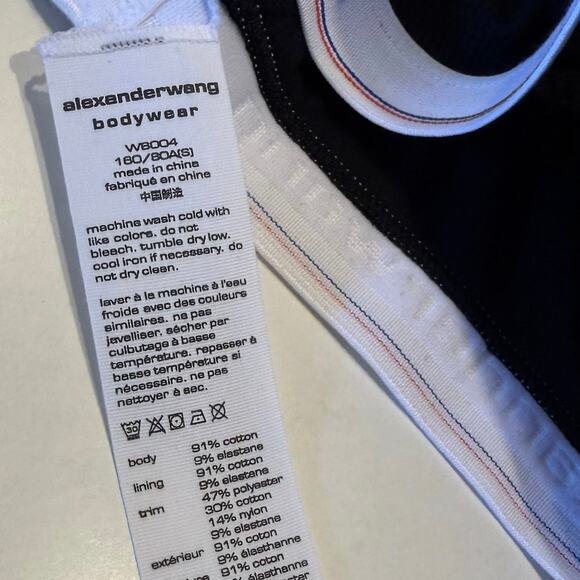 alexanderwang
bodywear
WB004
160/80A(S)
made in china
fabriqué en chine
中国制造
machine wash cold with
like colors. do not
bleach. tumble dry low.
cool iron if necessary. do
not dry clean.
laver à la machine à l'eau
froide avec des couleurs
similaires. ne pas
javelliser. sécher par
culbutage à basse
température. repasser à
basse température si
nécessaire. ne pas
nettoyer à sec.
30
body 91% cotton
9% elastane
lining 91% cotton
9% elastane
trim 47% polyester
30% cotton
14% nylon
9% elastane
extérieur 91% coton
9% élasthanne
91% coton
élasthanne